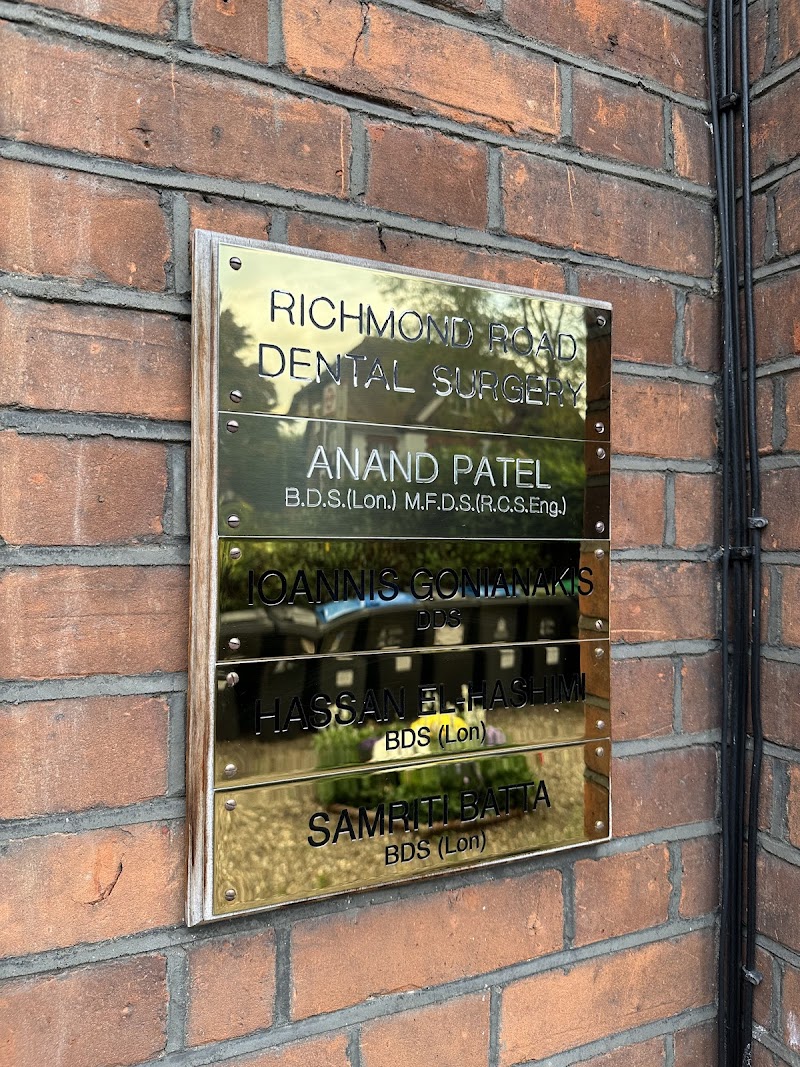 RICHMOND ROAD
DENTAL SURGERY
ANAND PATEL
B.D.S.(Lon.) M.F.D.S.(R.C.S.Eng.)
IOANNIS GONIANAKIS
DDS
HASSAN EL-HASHIMI
BDS (Lon)
SAMRITI BATTA
BDS (Lon)